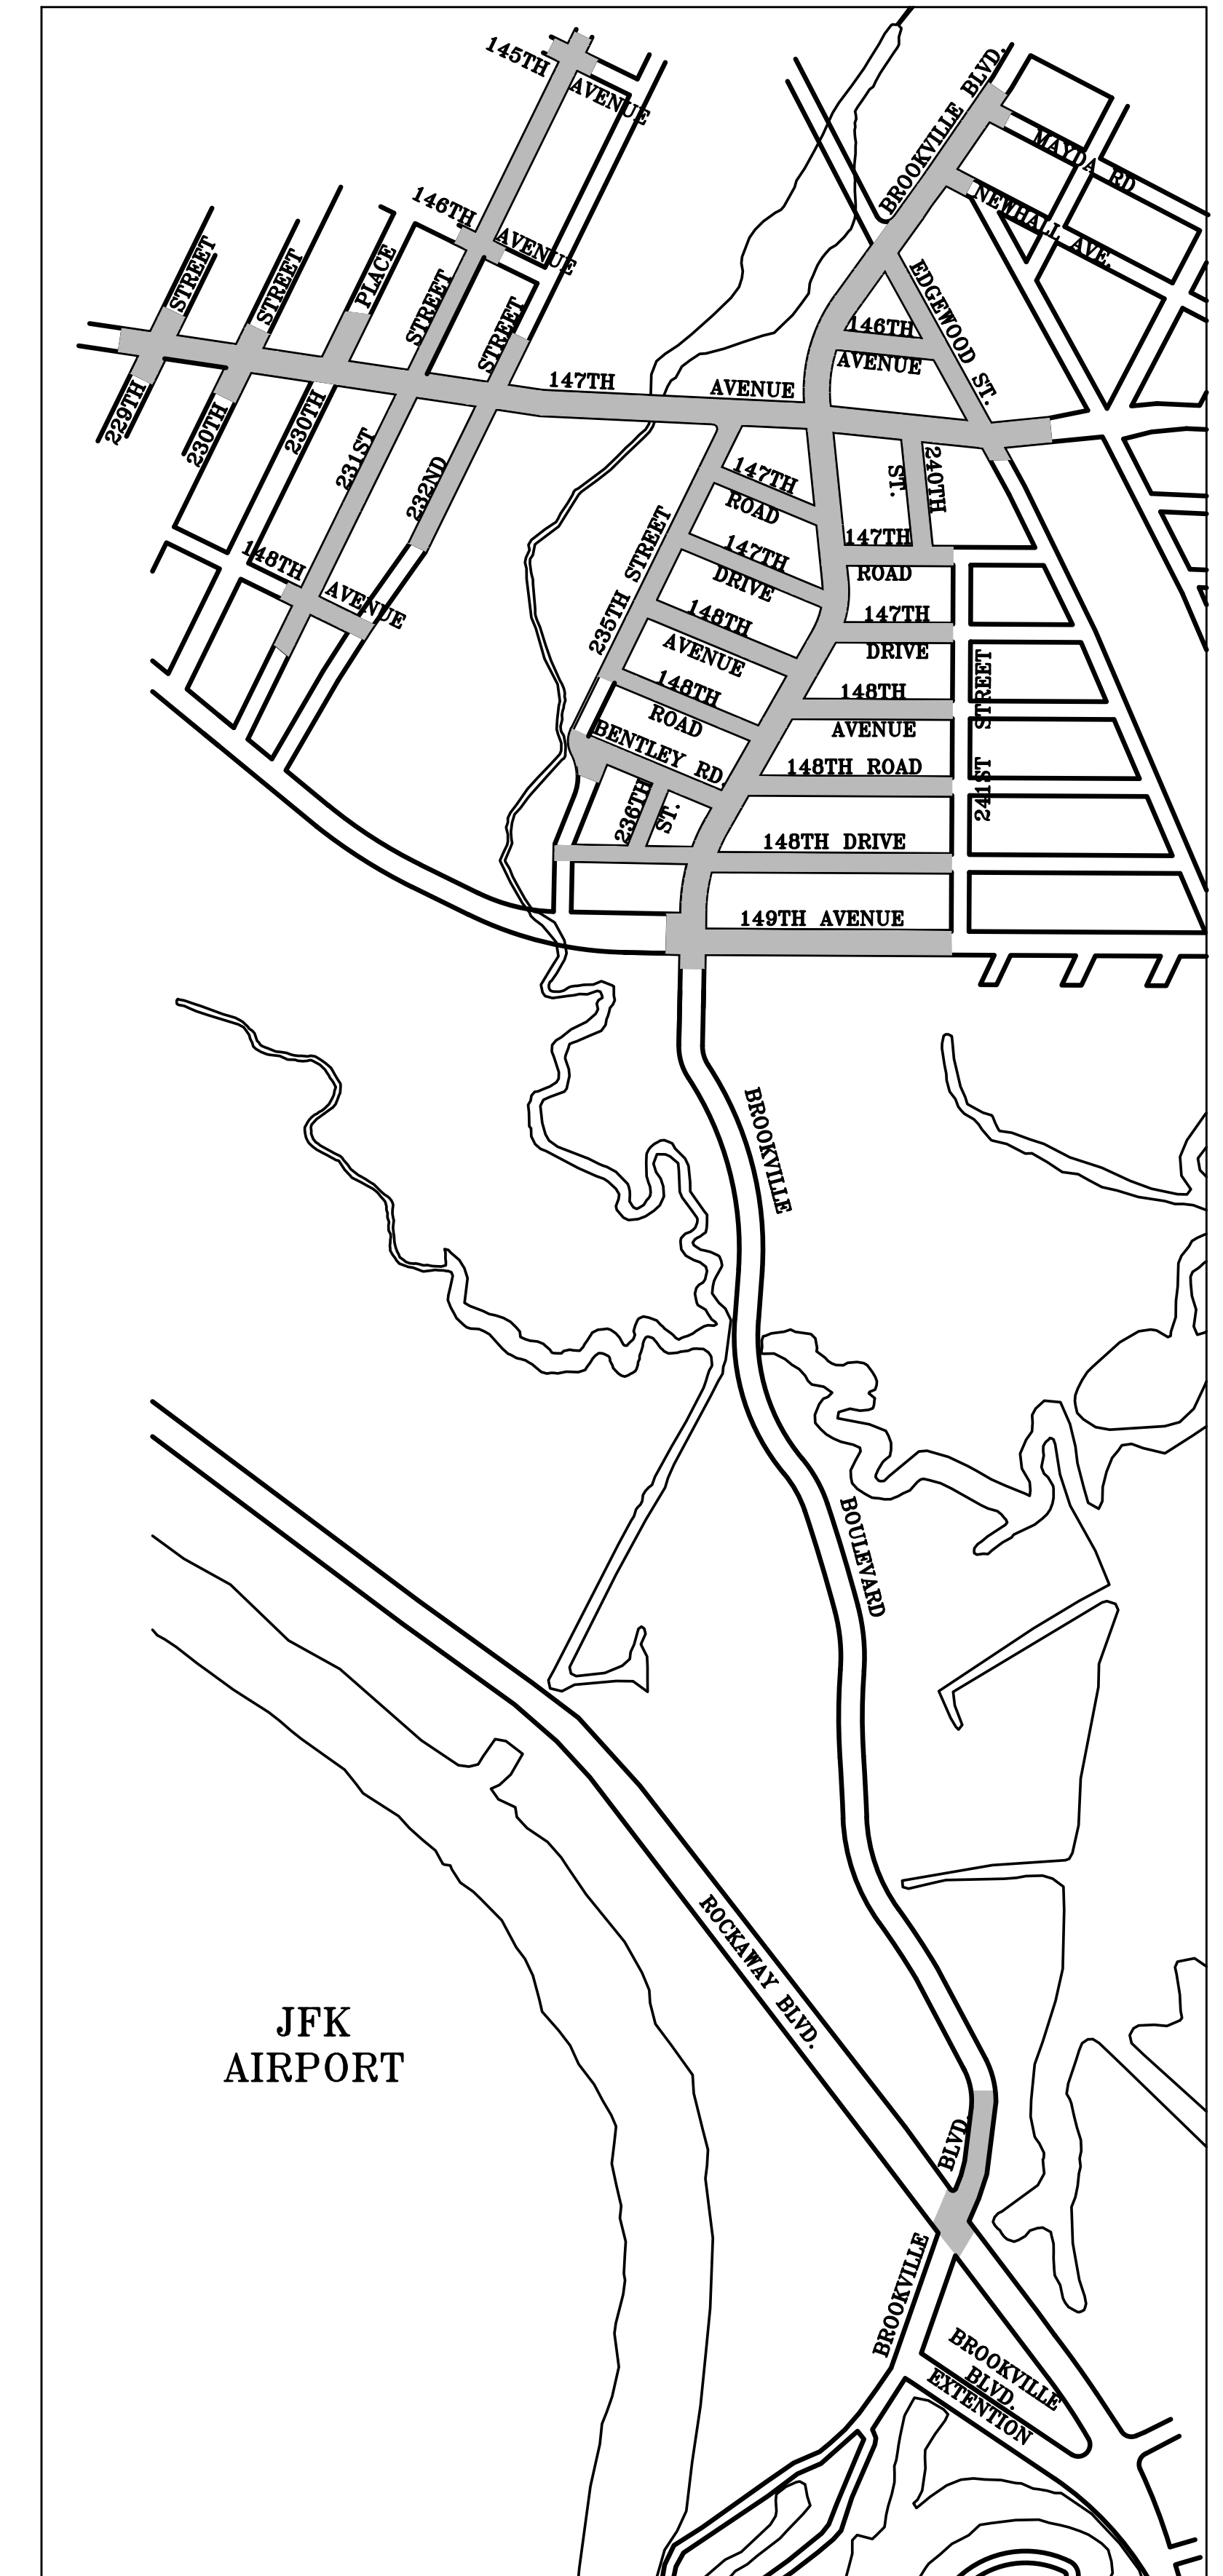 145TH
AVENUE
BROOKVILLE BLVD.
MAYDA RD
NEWHALL AVE.
146TH
AVENUE
STREET
STREET
PLACE
STREET
STREET
EDGEWOOD ST.
146TH
AVENUE
147TH
AVENUE
229TH
230TH
230TH
231ST
232ND
147TH
ROAD
ST.
240TH
147TH
DRIVE
147TH
ROAD
148TH
AVENUE
235TH STREET
148TH
AVENUE
147TH
DRIVE
148TH
ROAD
148TH
AVENUE
241ST STREET
BENTLEY RD.
148TH ROAD
236TH
ST.
148TH DRIVE
149TH AVENUE
BROOKVILLE
BOULEVARD
ROCKAWAY BLVD.
JFK
AIRPORT
BLVD.
BROOKVILLE
BROOKVILLE
BLVD.
EXTENTION